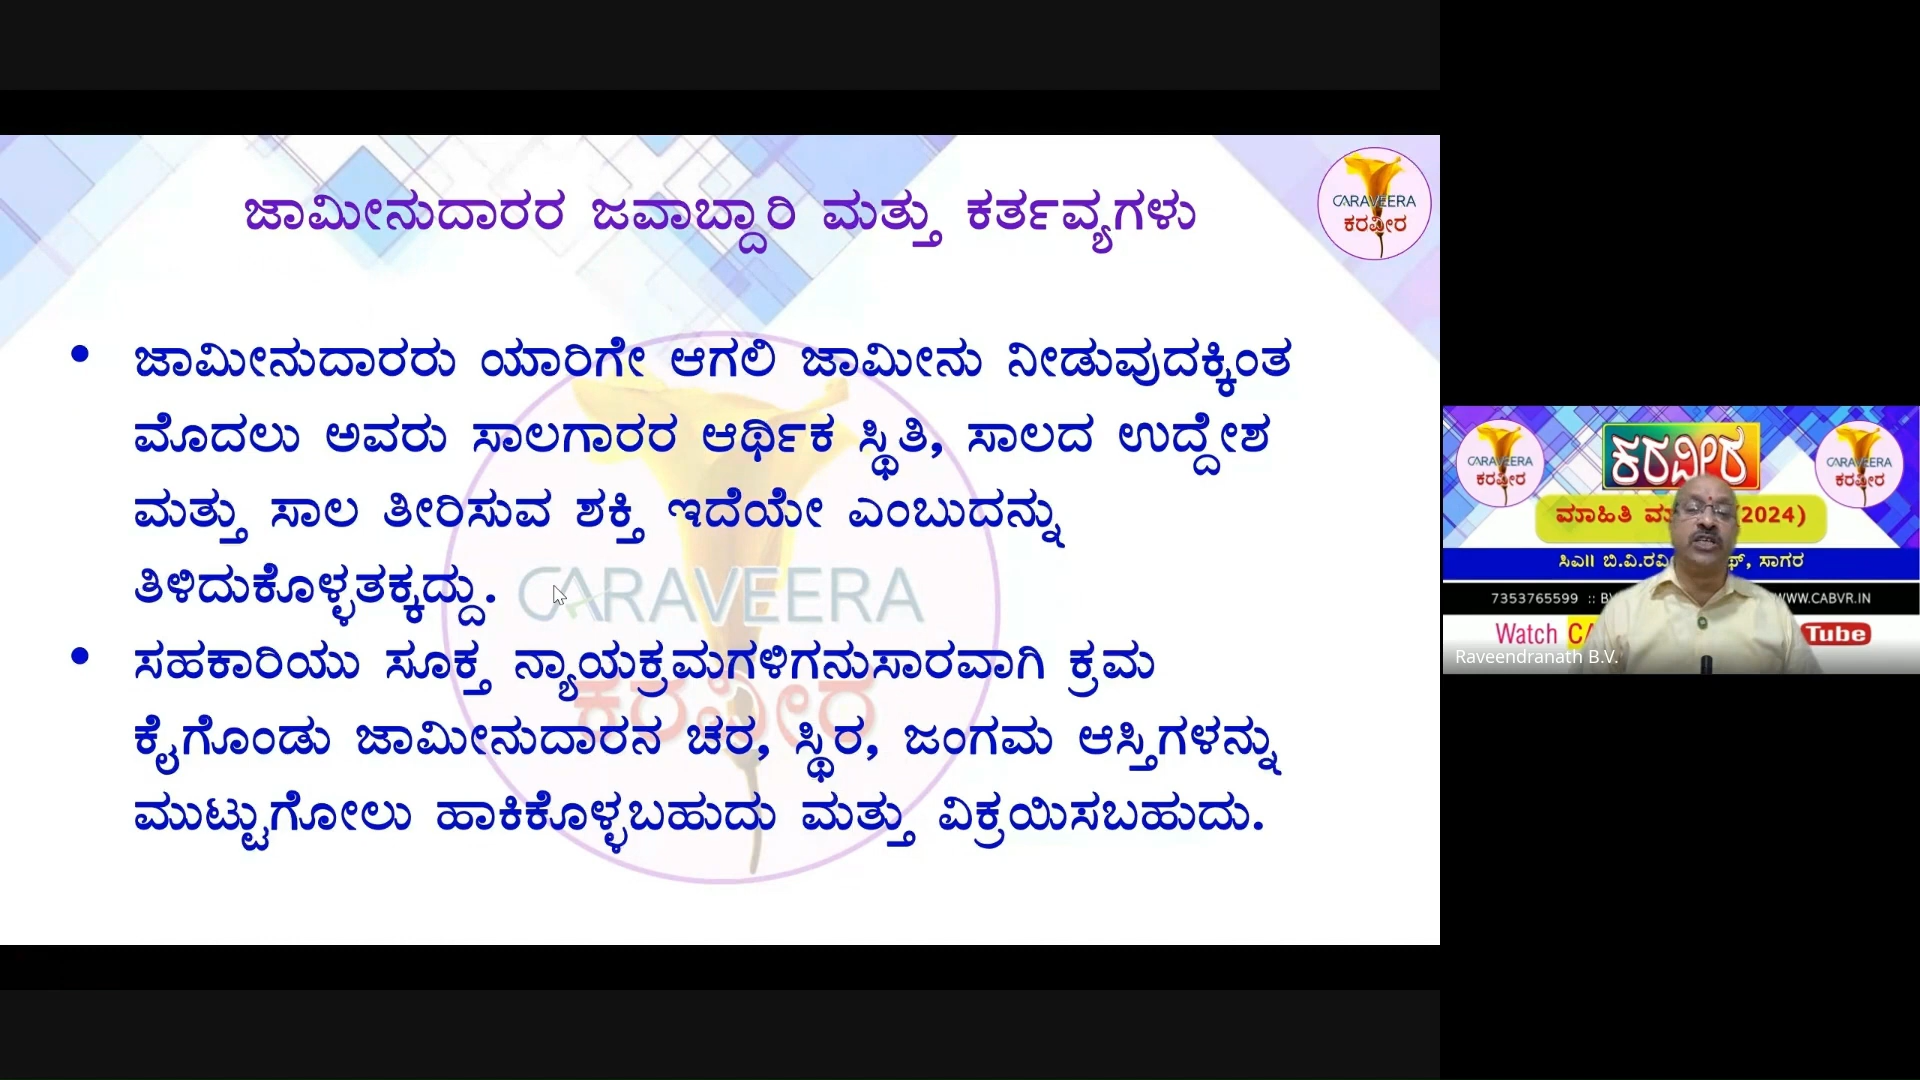 ಜಾಮೀನುದಾರರ ಜವಾಬ್ದಾರಿ ಮತ್ತು ಕರ್ತವ್ಯಗಳು
CARAVEERA
ಕರವೀರ
• ಜಾಮೀನುದಾರರು ಯಾರಿಗೇ ಆಗಲಿ ಜಾಮೀನು ನೀಡುವುದಕ್ಕಿಂತ
ಮೊದಲು ಅವರು ಸಾಲಗಾರರ ಆರ್ಥಿಕ ಸ್ಥಿತಿ, ಸಾಲದ ಉದ್ದೇಶ
ಮತ್ತು ಸಾಲ ತೀರಿಸುವ ಶಕ್ತಿ ಇದೆಯೇ ಎಂಬುದನ್ನು
ತಿಳಿದುಕೊಳ್ಳತಕ್ಕದ್ದು.
CARAVEERA
• ಸಹಕಾರಿಯು ಸೂಕ್ತ ನ್ಯಾಯಕ್ರಮಗಳಿಗನುಸಾರವಾಗಿ ಕ್ರಮ
ಕರವೀರ
ಕೈಗೊಂಡು ಜಾಮೀನುದಾರನ ಚರ, ಸ್ಥಿರ, ಜಂಗಮ ಆಸ್ತಿಗಳನ್ನು
ಮುಟ್ಟುಗೋಲು ಹಾಕಿಕೊಳ್ಳಬಹುದು ಮತ್ತು ವಿಕ್ರಯಿಸಬಹುದು.
ಕರವೀರ
CARAVEERA
ಕರವೀರ
CARAVEERA
ಕರವೀರ
ಮಾಹಿತಿ (2024)
ಸಿಎ॥ ಬಿ.ವಿ. ಸಾಗರ
7353765599 :: WWW.CABVR.IN
Watch Tube
Raveendranath B.V.